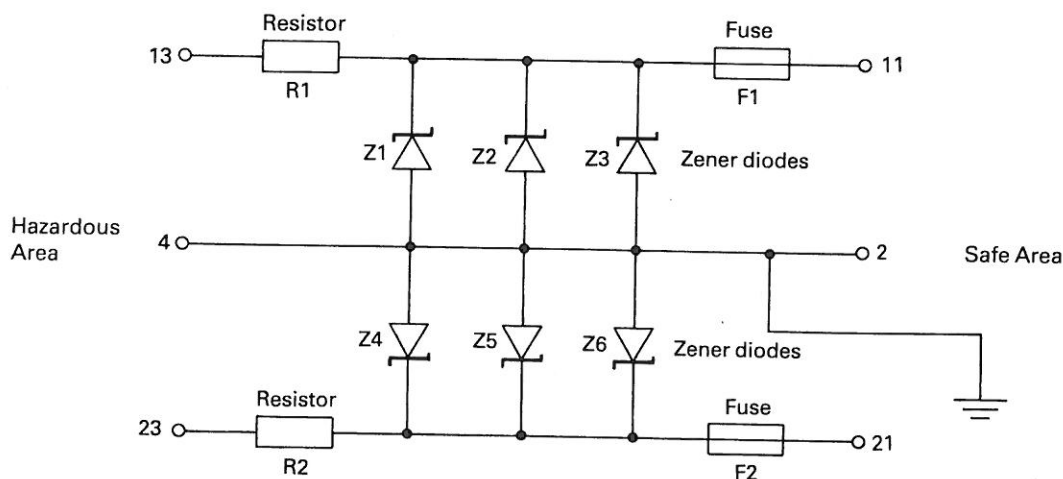 Resistor
Fuse
13
11
R1
F1
Z1
Z2
Z3
Zener diodes
Hazardous
Area
4
2
Safe Area
Z4
Z5
Z6
Zener diodes
Resistor
Fuse
23
21
R2
F2